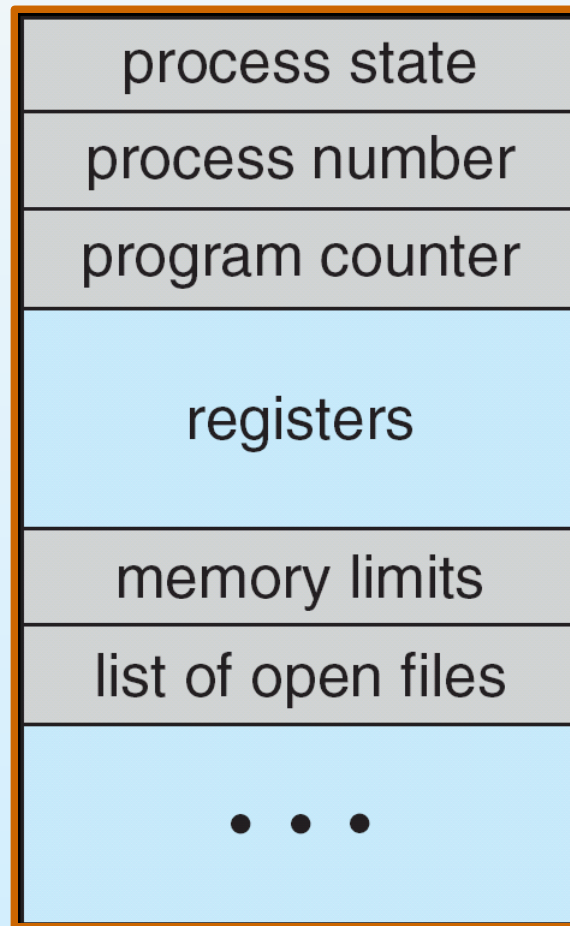 process state
process number
program counter
registers
memory limits
list of open files
• • •